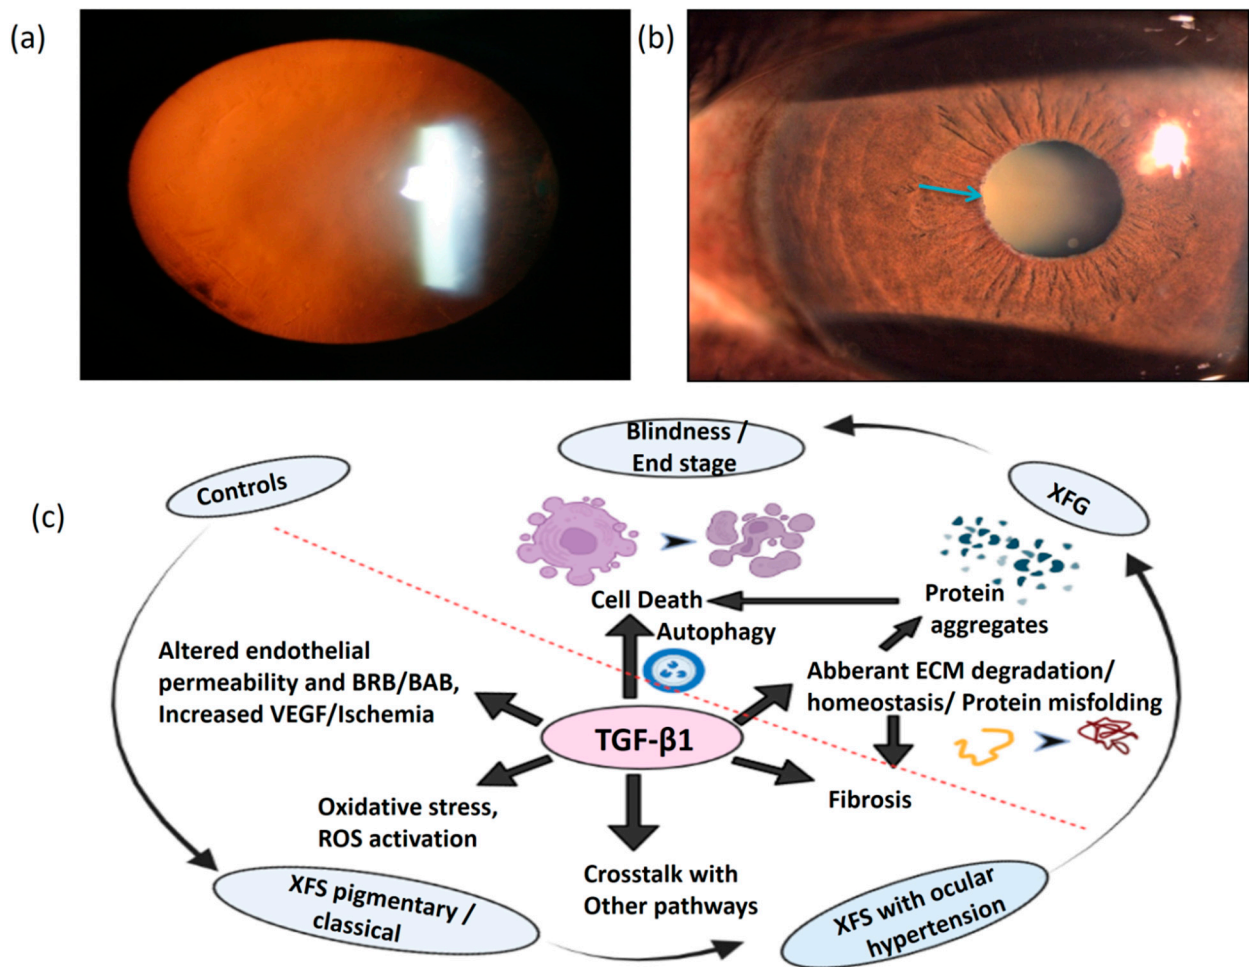 (a)
(b)
(c)
Controls
Blindness /
End stage
XFG
Cell Death
Autophagy
Protein
aggregates
Altered endothelial
permeability and BRB/BAB,
Increased VEGF/Ischemia
Abberant ECM degradation/
homeostasis/ Protein misfolding
TGF-β1
Oxidative stress,
ROS activation
Fibrosis
Crosstalk with
Other pathways
XFS pigmentary /
classical
XFS with ocular
hypertension